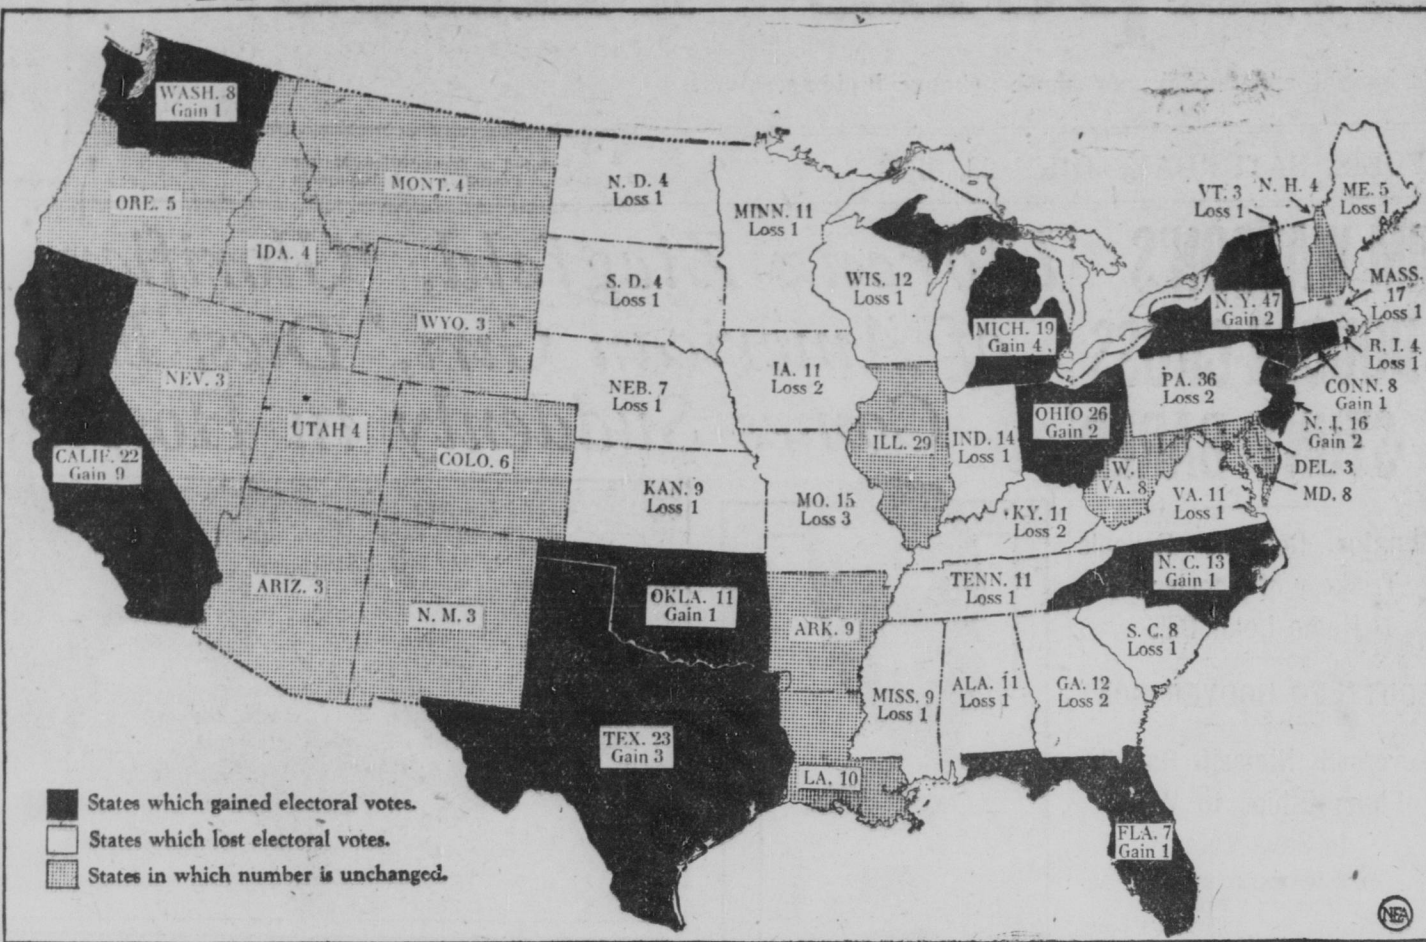 WASH. 8
Gain 1
ORE. 5
MONT. 4
IDA. 4
WYO. 3
NEV. 3
UTAH 4
COLO. 6
CALIF. 22
Gain 9
ARIZ. 3
N. M. 3
N. D. 4
Loss 1
S. D. 4
Loss 1
NEB. 7
Loss 1
KAN. 9
Loss 1
OKLA. 11
Gain 1
TEX. 23
Gain 3
MINN. 11
Loss 1
IA. 11
Loss 2
MO. 15
Loss 3
ARK. 9
LA. 10
WIS. 12
Loss 1
ILL. 29
MICH. 19
Gain 4
IND. 14
Loss 1
OHIO 26
Gain 2
KY. 11
Loss 2
TENN. 11
Loss 1
MISS. 9
Loss 1
ALA. 11
Loss 1
GA. 12
Loss 2
FLA. 7
Gain 1
S. C. 8
Loss 1
N. C. 13
Gain 1
VA. 11
Loss 1
W.
VA. 8
PA. 36
Loss 2
N. Y. 47
Gain 2
VT. 3
Loss 1
N. H. 4
ME. 5
Loss 1
MASS.
17
Loss 1
R. I. 4
Loss 1
CONN. 8
Gain 1
N. J. 16
Gain 2
DEL. 3
MD. 8
States which gained electoral votes.
States which lost electoral votes.
States in which number is unchanged.
NEA